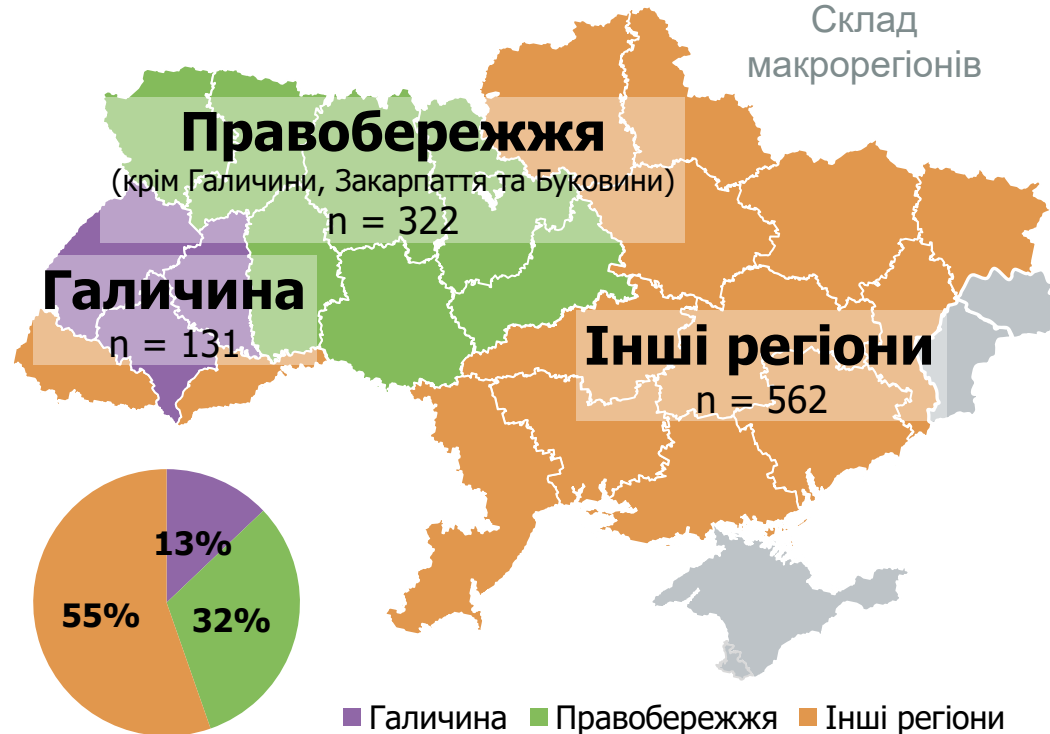 Склад
макрорегіонів
Правобережжя
(крім Галичини, Закарпаття та Буковини)
n = 322
Галичина
n = 131
Інші регіони
n = 562
13%
55%
32%
Галичина Правобережжя Інші регіони